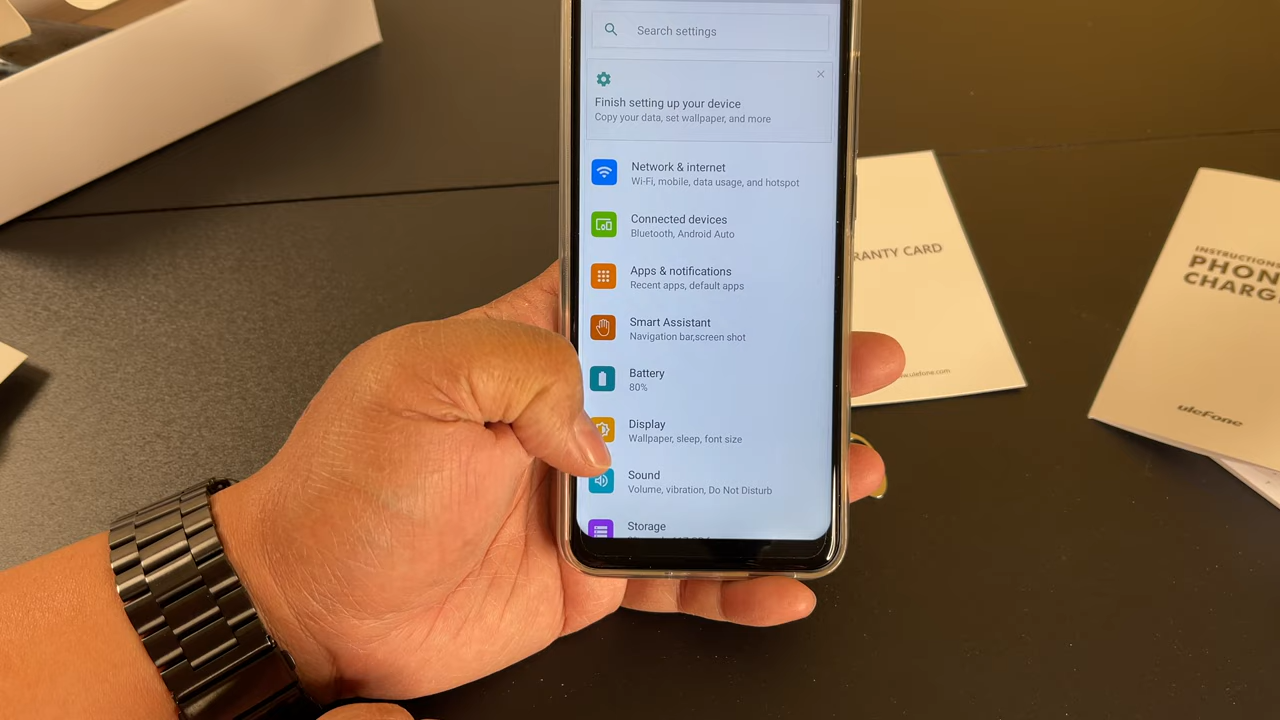 Search settings
Finish setting up your device
Copy your data, set wallpaper, and more
Network & internet
Wi-Fi, mobile, data usage, and hotspot
Connected devices
Bluetooth, Android Auto
Apps & notifications
Recent apps, default apps
Smart Assistant
Navigation bar,screen shot
Battery
80%
Display
Wallpaper, sleep, font size
Sound
Volume, vibration, Do Not Disturb
Storage
RANTY CARD
ulefone.com
INSTRUCTIONS
PHON
CHARG
ulefone